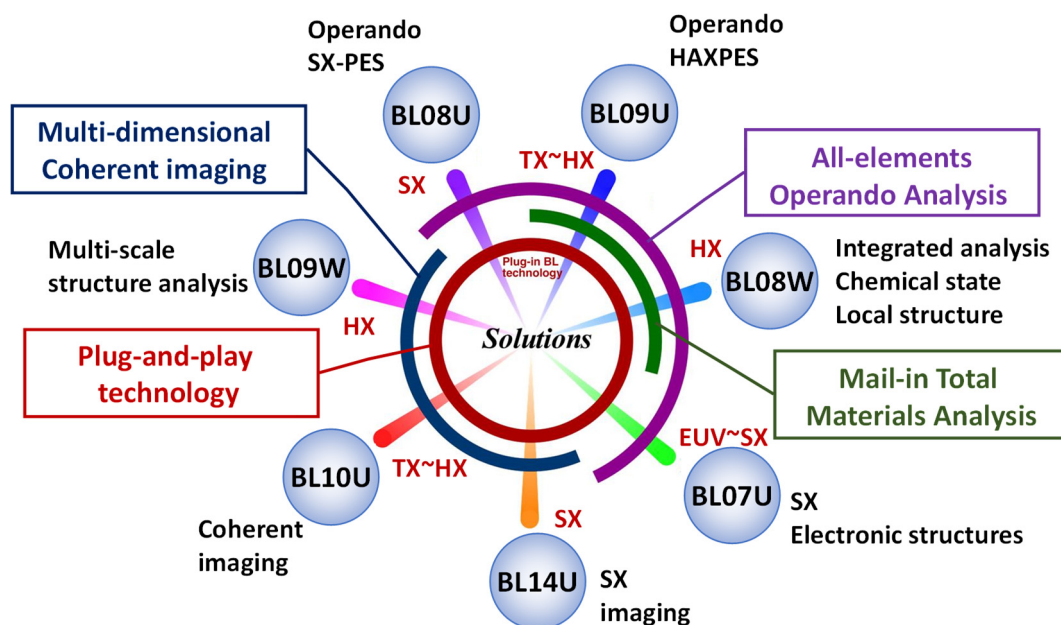 Operando
SX-PES
BL08U
SX
Operando
HAXPES
BL09U
TX~HX
Multi-dimensional
Coherent imaging
All-elements
Operando Analysis
Multi-scale
structure analysis
BL09W
HX
Plug-in BL
technology
Solutions
HX
BL08W
Integrated analysis
Chemical state
Local structure
Plug-and-play
technology
Mail-in Total
Materials Analysis
BL10U
TX~HX
Coherent
imaging
SX
BL14U
SX
imaging
EUV~SX
BL07U
SX
Electronic structures